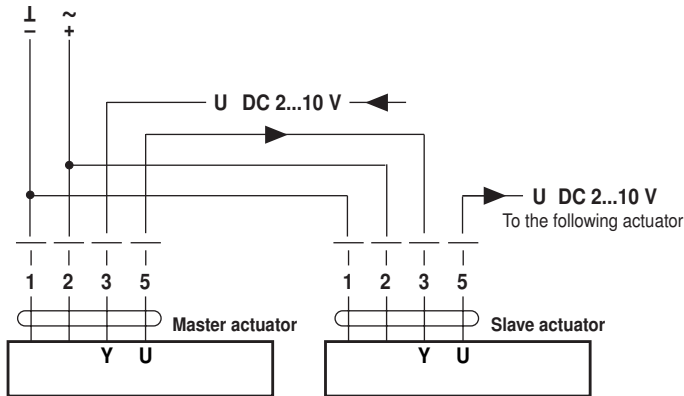 ⊥ ~
– +
U DC 2...10 V
U DC 2...10 V
To the following actuator
1 2 3 5
1 2 3 5
Master actuator
Slave actuator
Y U
Y U